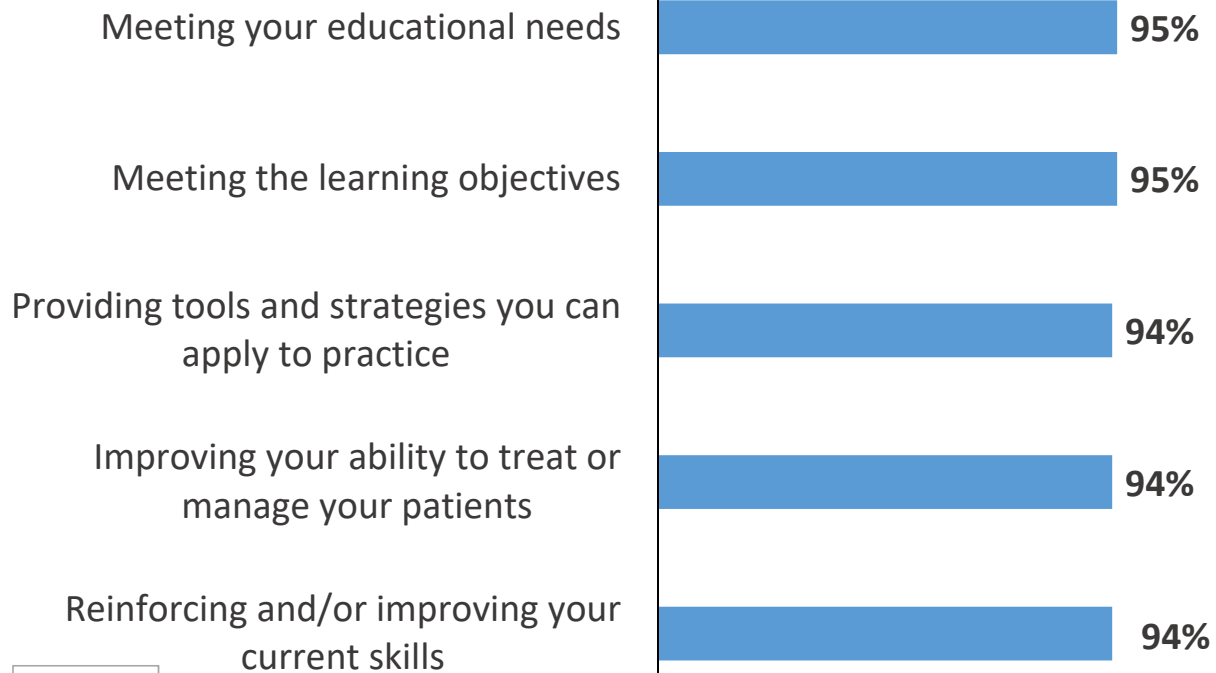 Meeting your educational needs 95%
Meeting the learning objectives 95%
Providing tools and strategies you can
apply to practice 94%
Improving your ability to treat or
manage your patients 94%
Reinforcing and/or improving your
current skills 94%